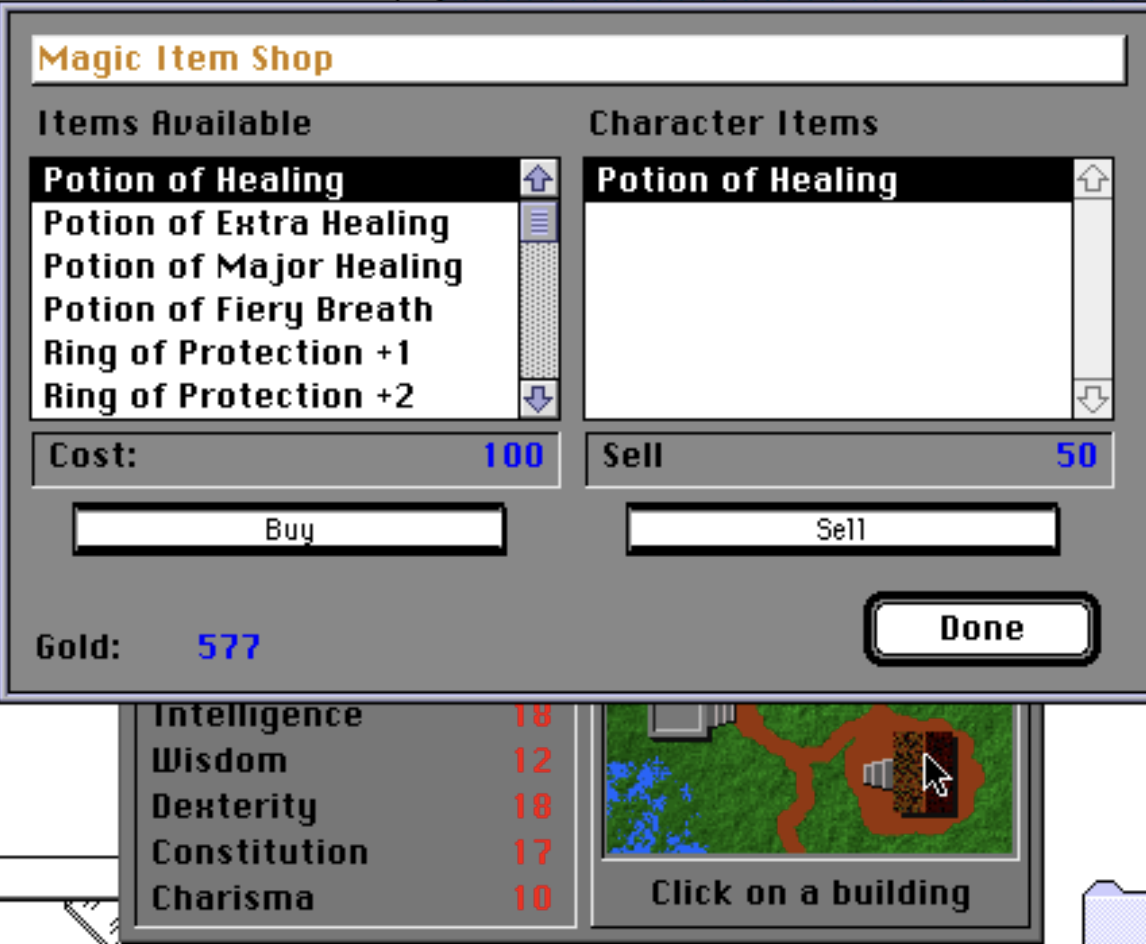 Magic Item Shop
Items Available
Character Items
Potion of Healing
Potion of Extra Healing
Potion of Major Healing
Potion of Fiery Breath
Ring of Protection +1
Ring of Protection +2
Potion of Healing
Cost: 100
Sell 50
Buy
Sell
Gold: 577
Done
Intelligence 18
Wisdom 12
Dexterity 18
Constitution 17
Charisma 10
Click on a building